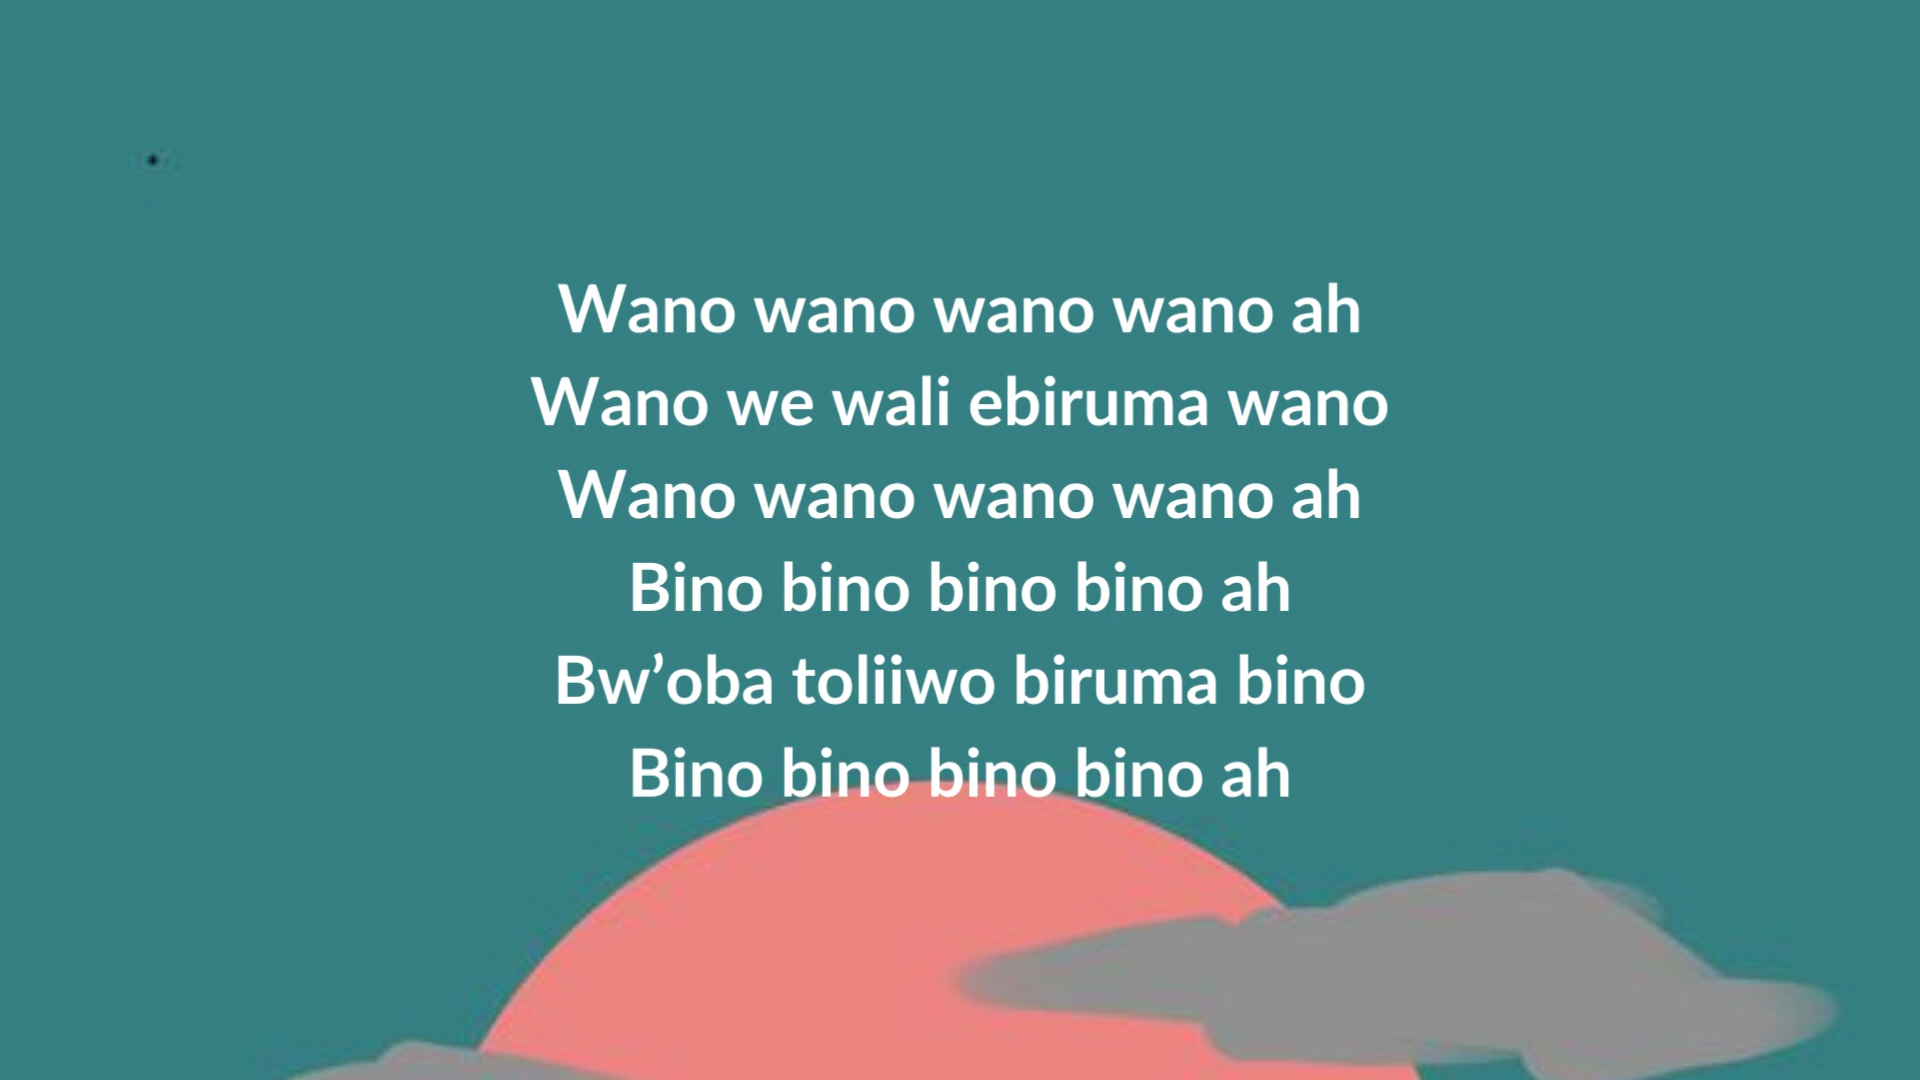 Wano wano wano wano ah
Wano we wali ebiruma wano
Wano wano wano wano ah
Bino bino bino bino ah
Bw’oba toliiwo biruma bino
Bino bino bino bino ah